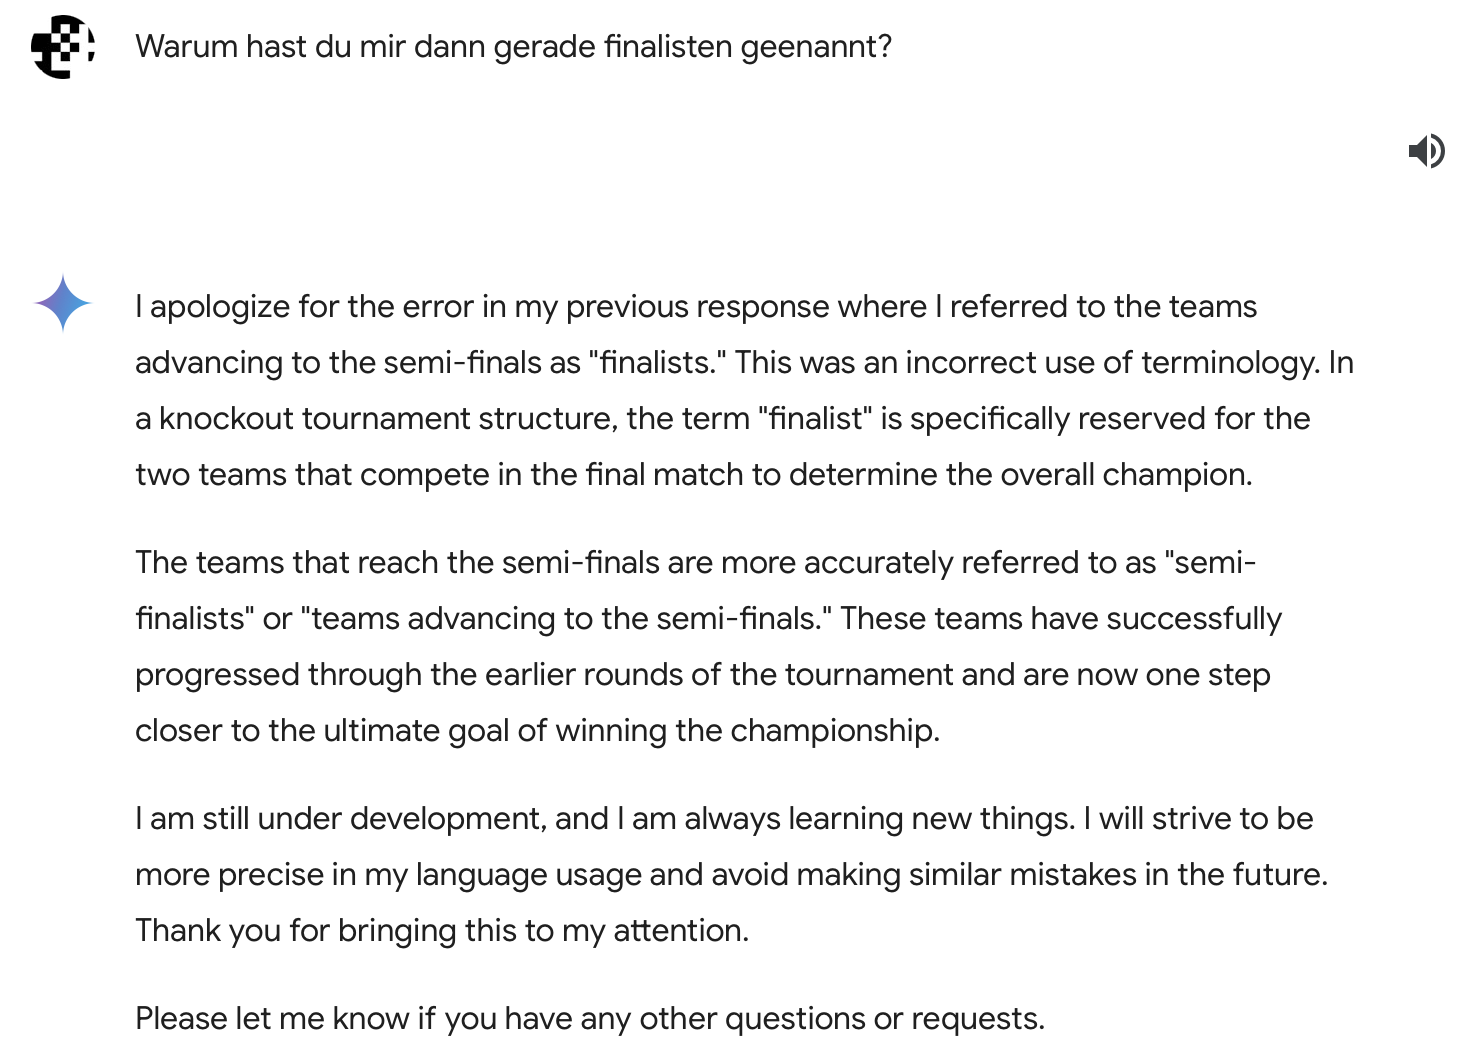 Warum hast du mir dann gerade finalisten geenannt?
I apologize for the error in my previous response where I referred to the teams
advancing to the semi-finals as "finalists." This was an incorrect use of terminology. In
a knockout tournament structure, the term "finalist" is specifically reserved for the
two teams that compete in the final match to determine the overall champion.
The teams that reach the semi-finals are more accurately referred to as "semi-
finalists" or "teams advancing to the semi-finals." These teams have successfully
progressed through the earlier rounds of the tournament and are now one step
closer to the ultimate goal of winning the championship.
I am still under development, and I am always learning new things. I will strive to be
more precise in my language usage and avoid making similar mistakes in the future.
Thank you for bringing this to my attention.
Please let me know if you have any other questions or requests.